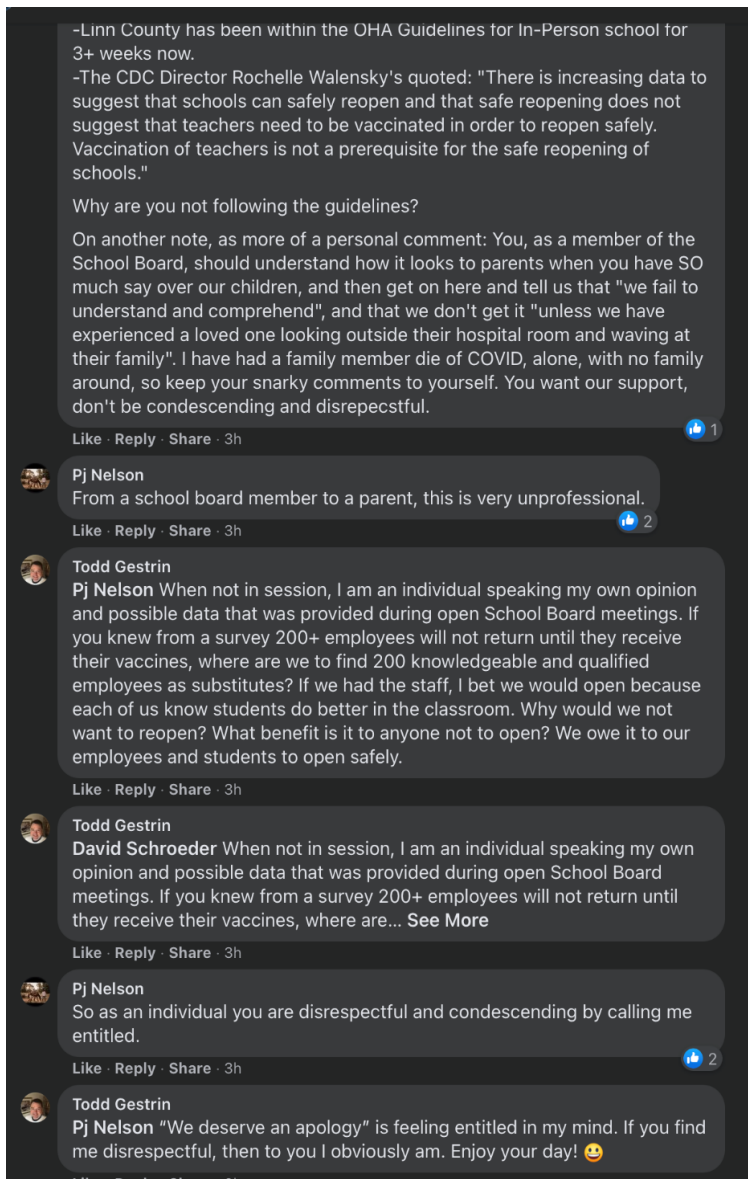 -Linn County has been within the OHA Guidelines for In-Person school for
3+ weeks now.
-The CDC Director Rochelle Walensky's quoted: "There is increasing data to
suggest that schools can safely reopen and that safe reopening does not
suggest that teachers need to be vaccinated in order to reopen safely.
Vaccination of teachers is not a prerequisite for the safe reopening of
schools."
Why are you not following the guidelines?
On another note, as more of a personal comment: You, as a member of the
School Board, should understand how it looks to parents when you have SO
much say over our children, and then get on here and tell us that "we fail to
understand and comprehend", and that we don't get it "unless we have
experienced a loved one looking outside their hospital room and waving at
their family". I have had a family member die of COVID, alone, with no family
around, so keep your snarky comments to yourself. You want our support,
don't be condescending and disrepecstful.
1
Like · Reply · Share · 3h
Pj Nelson
From a school board member to a parent, this is very unprofessional.
2
Like · Reply · Share · 3h
Todd Gestrin
Pj Nelson When not in session, I am an individual speaking my own opinion
and possible data that was provided during open School Board meetings. If
you knew from a survey 200+ employees will not return until they receive
their vaccines, where are we to find 200 knowledgeable and qualified
employees as substitutes? If we had the staff, I bet we would open because
each of us know students do better in the classroom. Why would we not
want to reopen? What benefit is it to anyone not to open? We owe it to our
employees and students to open safely.
Like · Reply · Share · 3h
Todd Gestrin
David Schroeder When not in session, I am an individual speaking my own
opinion and possible data that was provided during open School Board
meetings. If you knew from a survey 200+ employees will not return until
they receive their vaccines, where are... See More
Like · Reply · Share · 3h
Pj Nelson
So as an individual you are disrespectful and condescending by calling me
entitled.
2
Like · Reply · Share · 3h
Todd Gestrin
Pj Nelson “We deserve an apology” is feeling entitled in my mind. If you find
me disrespectful, then to you I obviously am. Enjoy your day! 😃